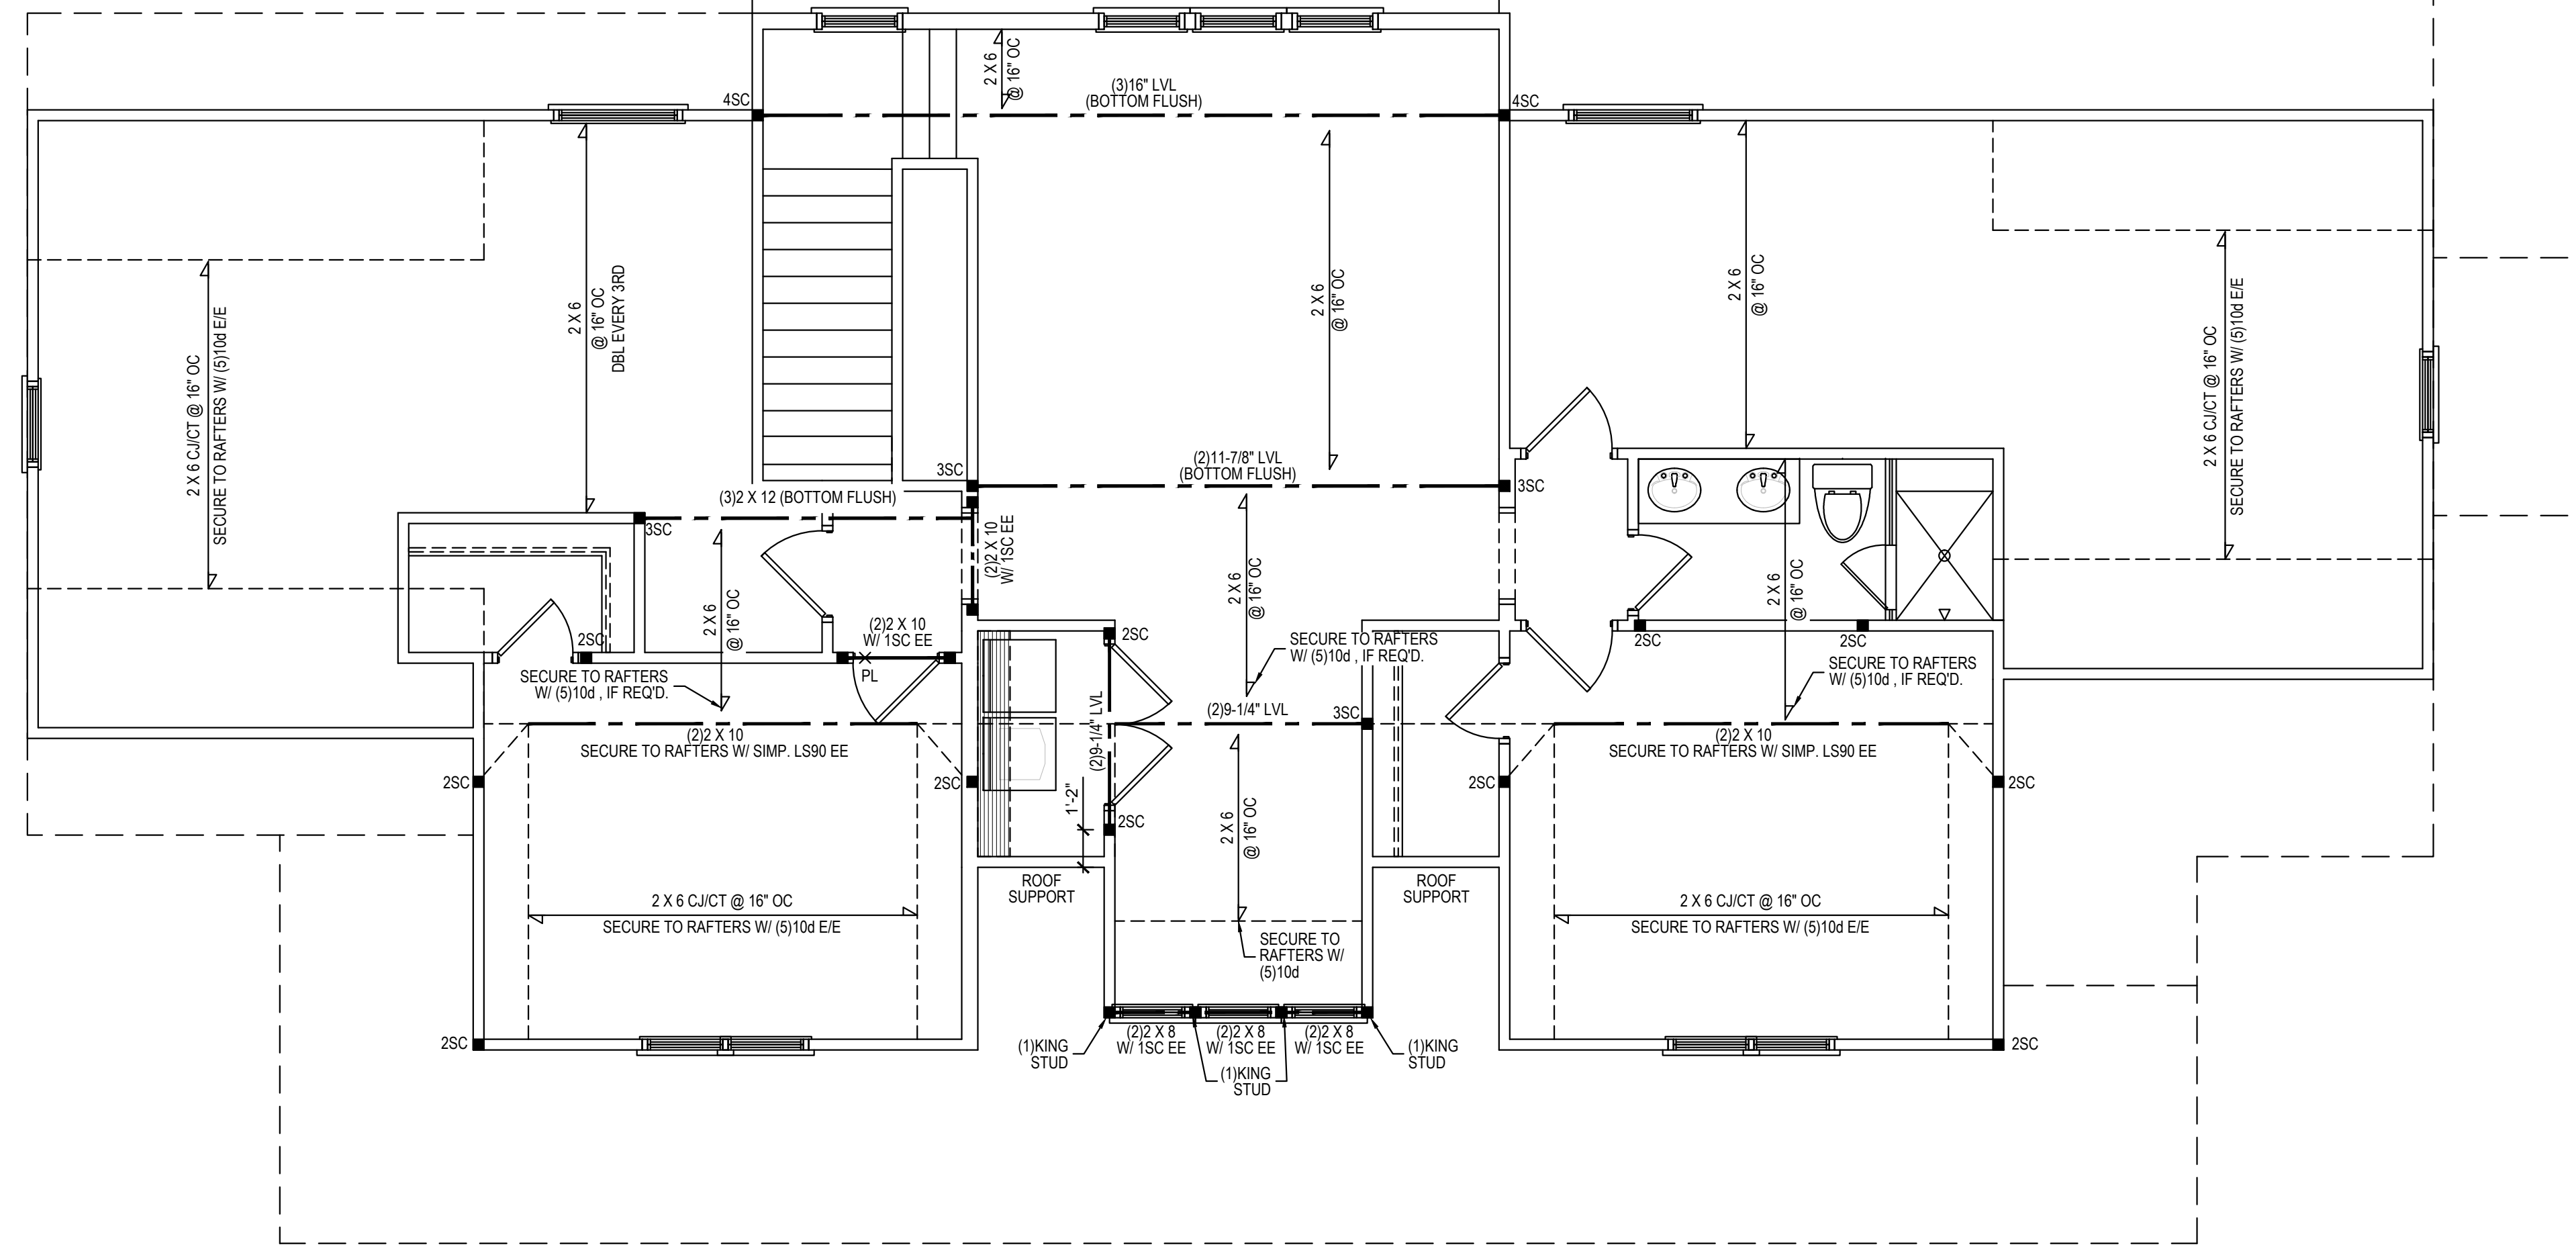 2 X 6
@ 16" OC
(3)16" LVL
(BOTTOM FLUSH)
4SC
4SC
2 X 6 CJ/CT @ 16" OC
SECURE TO RAFTERS W/ (5)10d E/E
2 X 6
@ 16" OC
DBL EVERY 3RD
2 X 6
@ 16" OC
2 X 6
@ 16" OC
2 X 6 CJ/CT @ 16" OC
SECURE TO RAFTERS W/ (5)10d E/E
3SC
(2)11-7/8" LVL
(BOTTOM FLUSH)
3SC
(3)2 X 12 (BOTTOM FLUSH)
3SC
(2)2 X 10
W/ 1SC EE
2 X 6
@ 16" OC
2 X 6
@ 16" OC
2 X 6
@ 16" OC
(2)2 X 10
W/ 1SC EE
2SC
PL
2SC
SECURE TO RAFTERS
W/ (5)10d , IF REQ'D.
SECURE TO RAFTERS
W/ (5)10d , IF REQ'D.
2SC
2SC
SECURE TO RAFTERS
W/ (5)10d , IF REQ'D.
(2)9-1/4" LVL
(2)9-1/4" LVL
3SC
(2)2 X 10
SECURE TO RAFTERS W/ SIMP. LS90 EE
(2)2 X 10
SECURE TO RAFTERS W/ SIMP. LS90 EE
2SC
2SC
2SC
2SC
1'-2"
2SC
2 X 6
@ 16" OC
ROOF
SUPPORT
ROOF
SUPPORT
2 X 6 CJ/CT @ 16" OC
SECURE TO RAFTERS W/ (5)10d E/E
2 X 6 CJ/CT @ 16" OC
SECURE TO RAFTERS W/ (5)10d E/E
SECURE TO
RAFTERS W/
(5)10d
2SC
(1)KING
STUD
(2)2 X 8
W/ 1SC EE
(2)2 X 8
W/ 1SC EE
(2)2 X 8
W/ 1SC EE
(1)KING
STUD
(1)KING
STUD
2SC